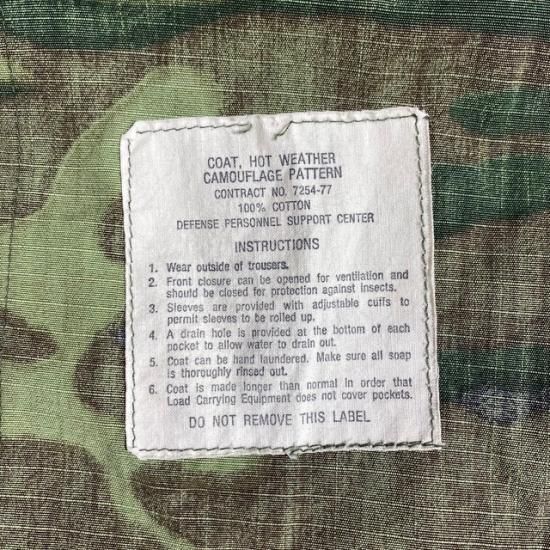 COAT, HOT WEATHER
CAMOUFLAGE PATTERN
CONTRACT NO. 7254-77
100% COTTON
DEFENSE PERSONNEL SUPPORT CENTER
INSTRUCTIONS
1. Wear outside of trousers.
2. Front closure can be opened for ventilation and
should be closed for protection against insects.
3. Sleeves are provided with adjustable cuffs to
permit sleeves to be rolled up.
4. A drain hole is provided at the bottom of each
pocket to allow water to drain out.
5. Coat can be hand laundered. Make sure all soap
is thoroughly rinsed out.
6. Coat is made longer than normal in order that
Load Carrying Equipment does not cover pockets.
DO NOT REMOVE THIS LABEL